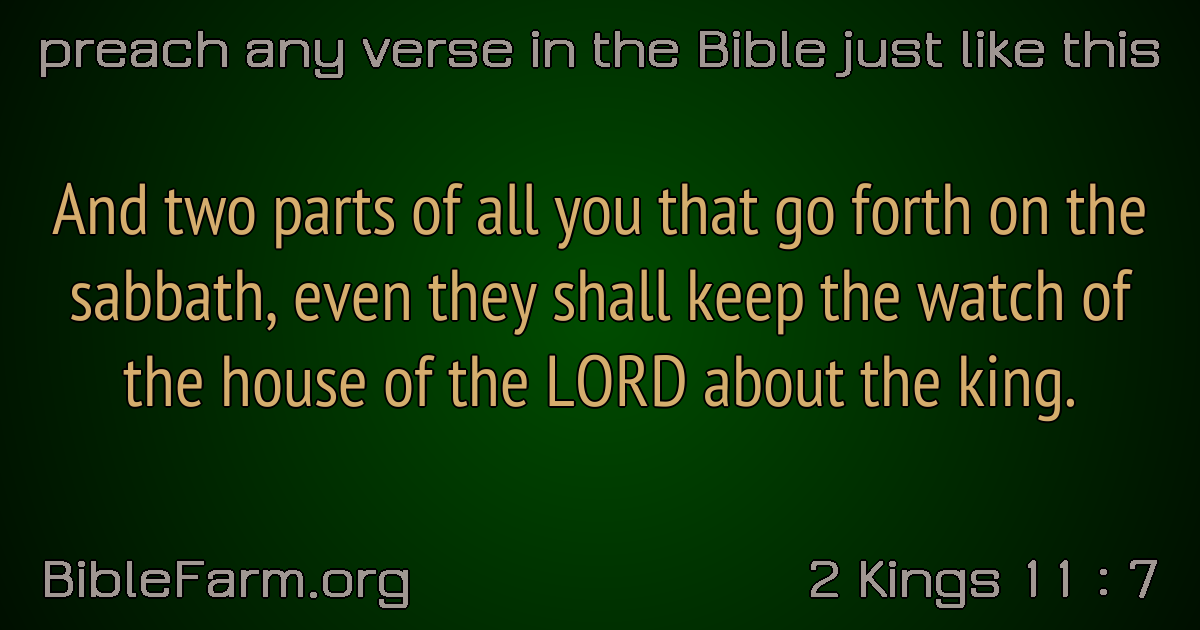 preach any verse in the Bible just like this
And two parts of all you that go forth on the
sabbath, even they shall keep the watch of
the house of the LORD about the king.
BibleFarm.org
2 Kings 11 : 7